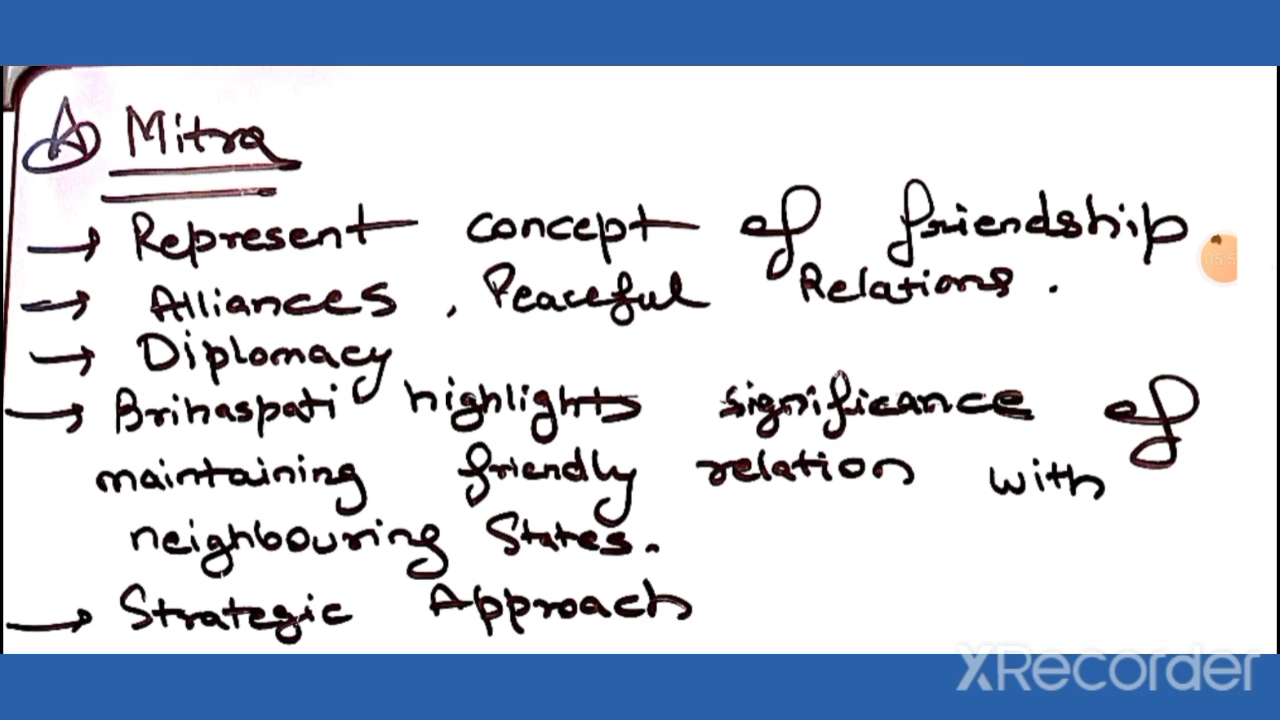 A Mitra
→ Represent concept of friendship
→ Alliances, Peaceful Relations.
→ Diplomacy
→ Brihaspati highlights significance of
maintaining friendly relation with
neighbouring States.
→ Strategic Approach
XRecorder